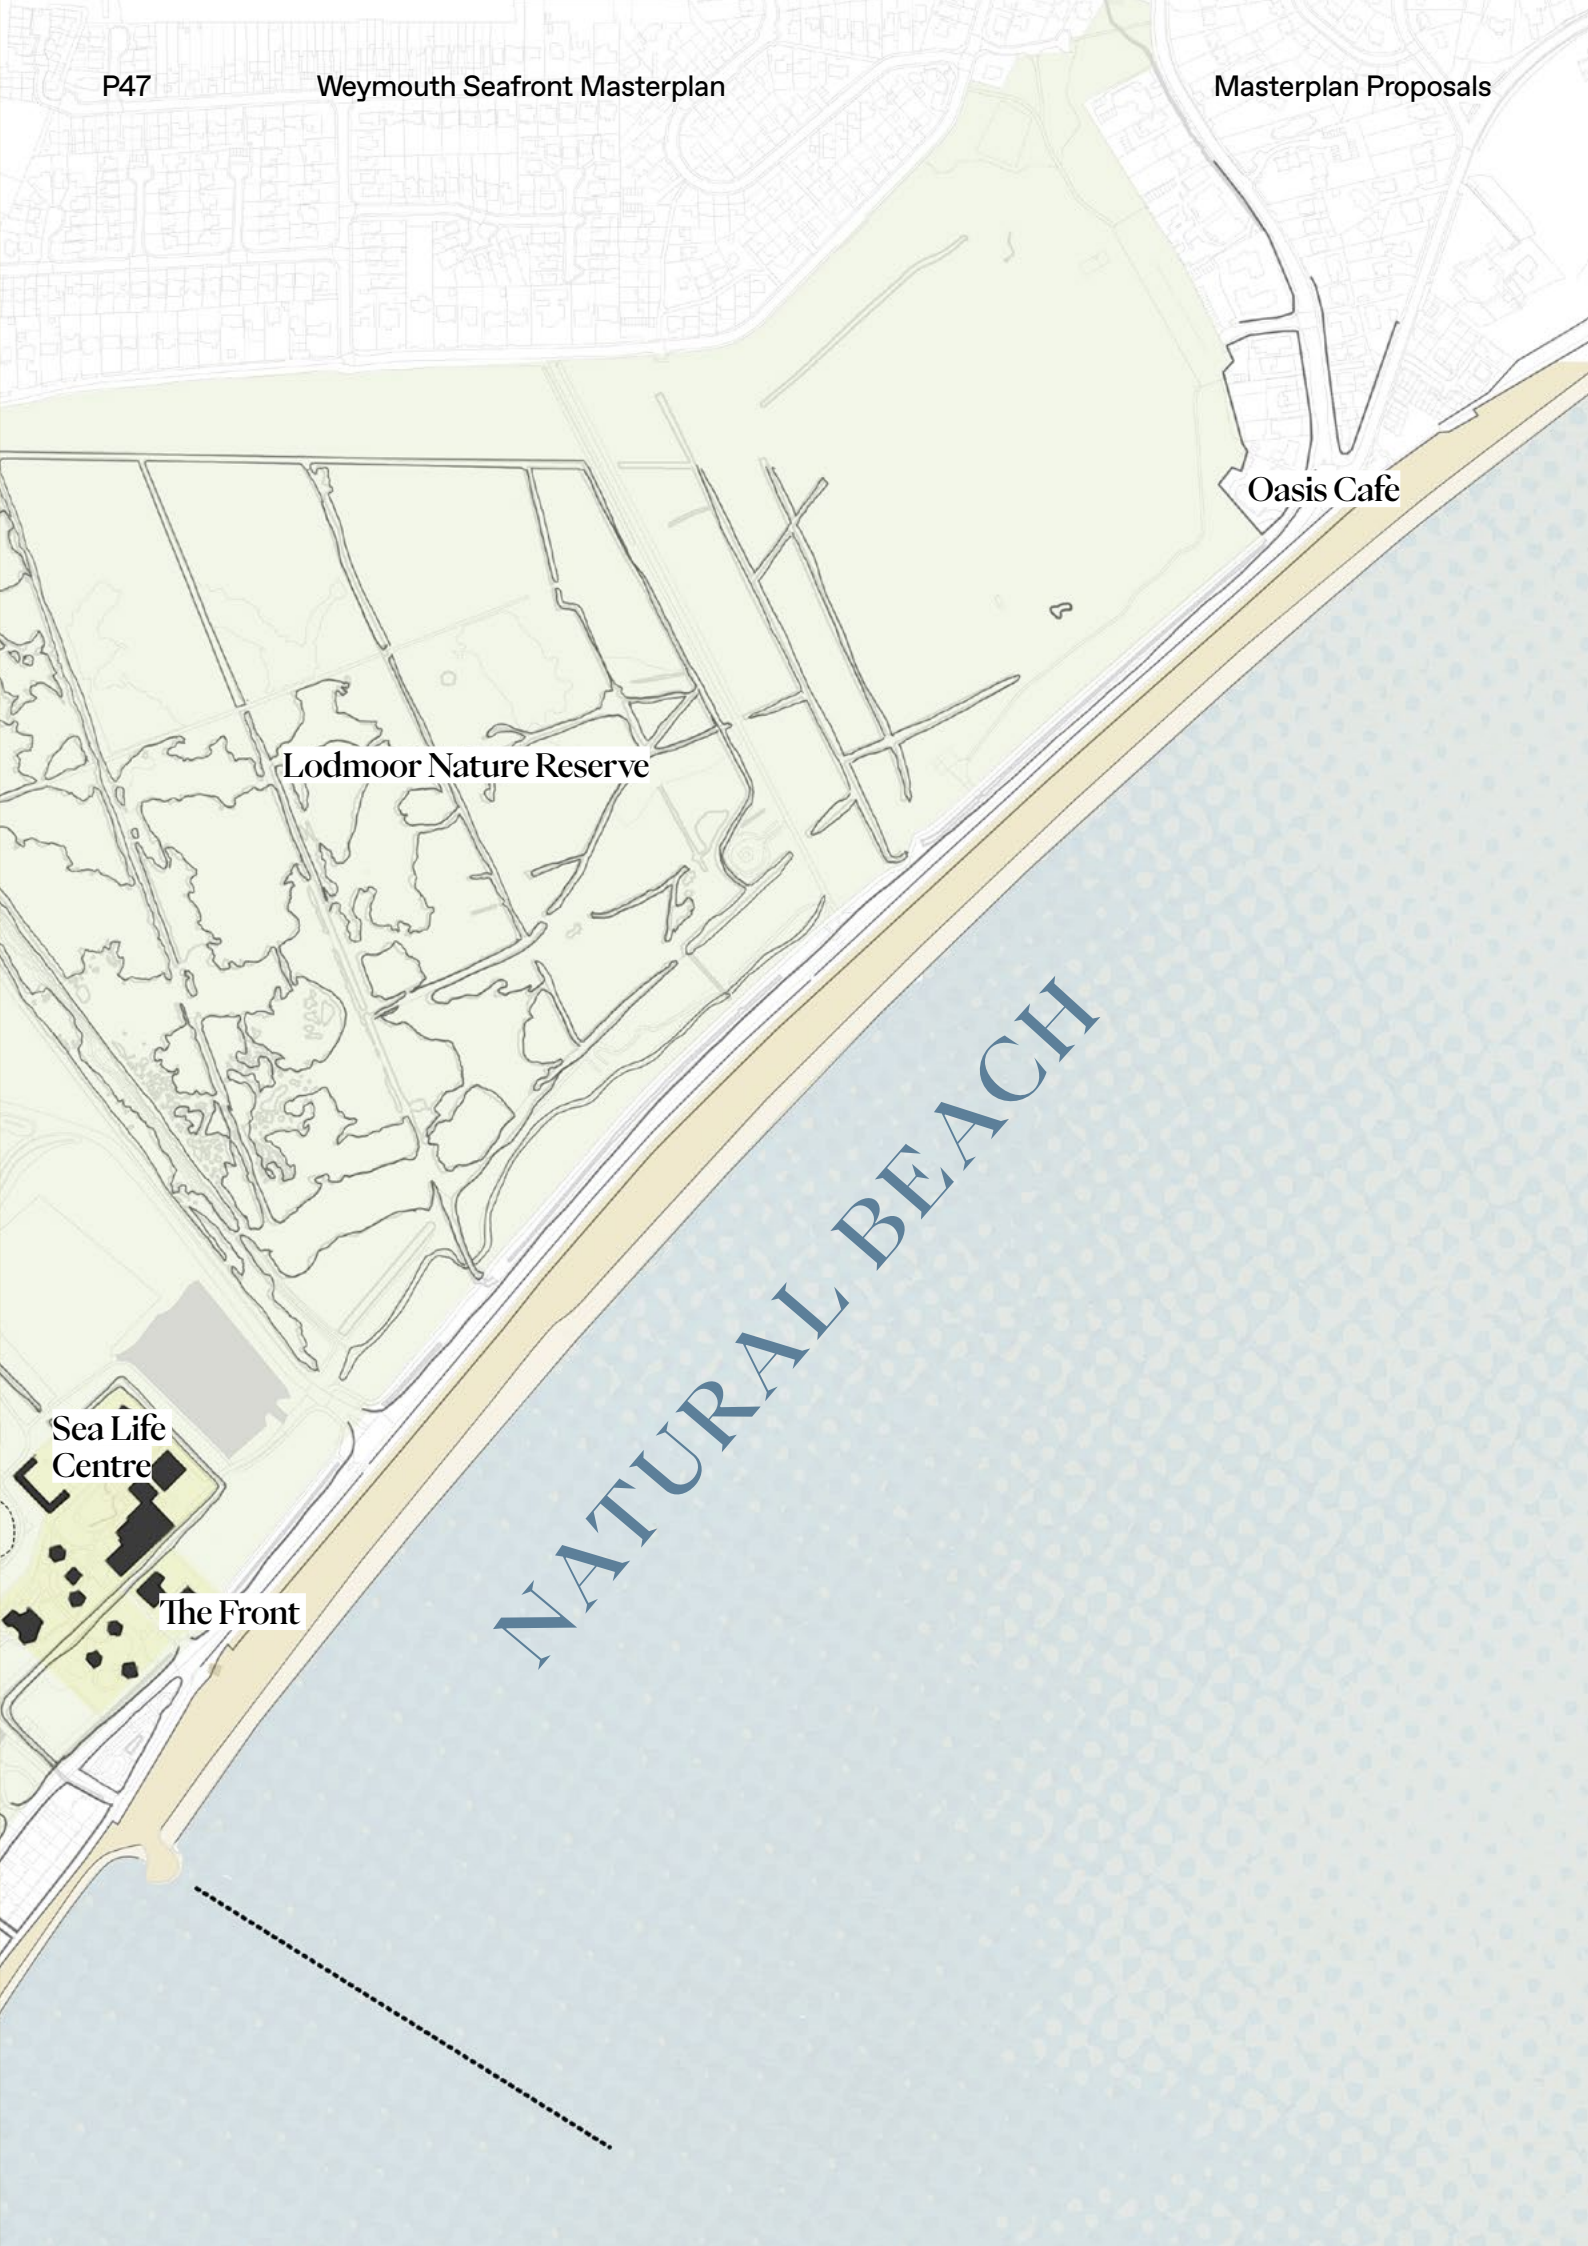 P47
Weymouth Seafront Masterplan
Masterplan Proposals
Oasis Cafe
Lodmoor Nature Reserve
NATURAL BEACH
Sea Life
Centre
The Front